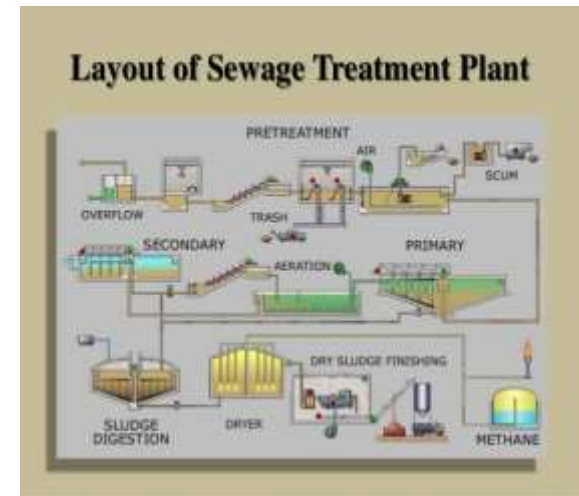 Layout of Sewage Treatment Plant
PRETREATMENT
AIR
SCUM
OVERFLOW
TRASH
SECONDARY
PRIMARY
AERATION
DRY SLUDGE FINISHING
SLUDGE
DIGESTION
DRYER
METHANE